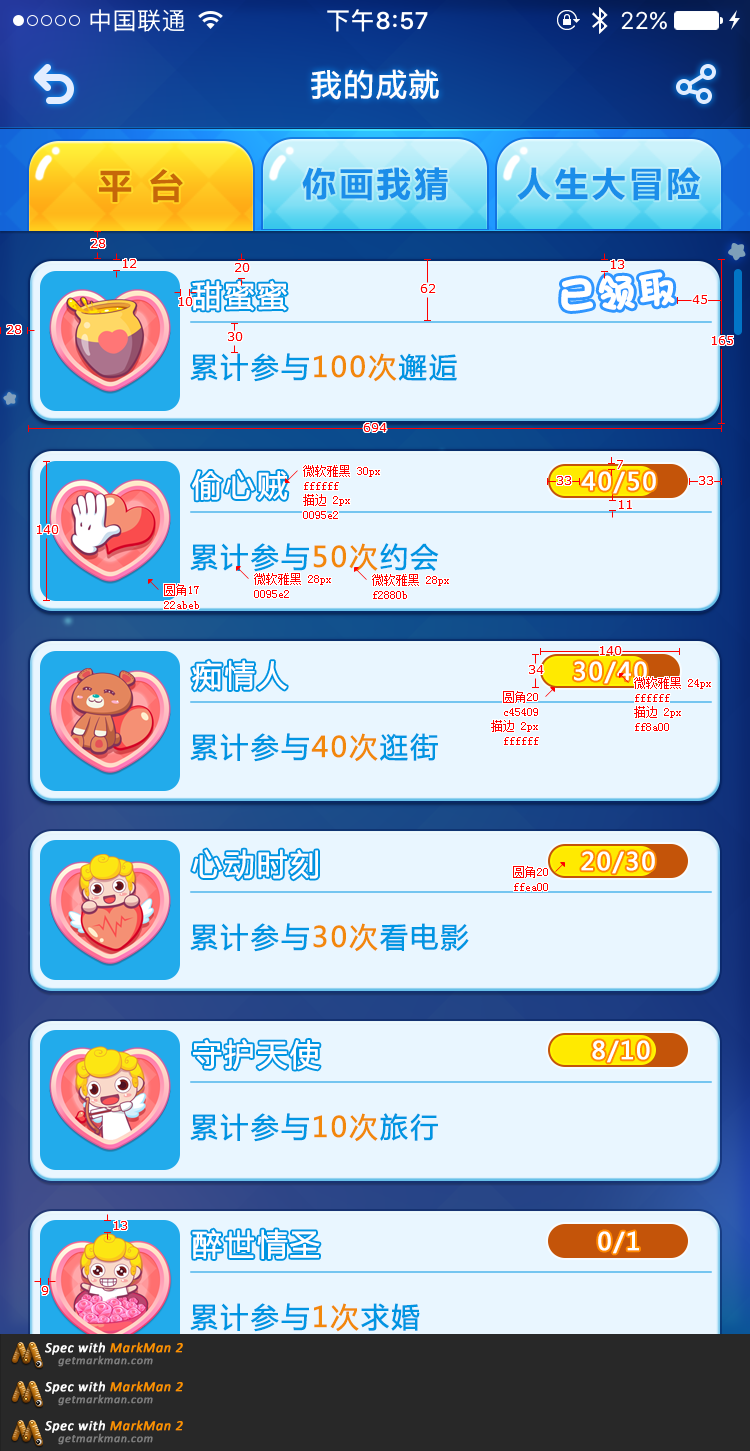 中国联通 下午8:57 22%
我的成就
平 台 你画我猜 人生大冒险
28
12 20 13
甜蜜蜜 10 62 已领取 45
28 30 165
累计参与100次邂逅
694
偷心贼 微软雅黑 30px 7
ffffff 33 40/50 33
描边 2px
0095e2 11
140
累计参与50次约会
圆角17 微软雅黑 28px 微软雅黑 28px
22abeb 0095e2 f2880b
140
痴情人 34 30/40
圆角20 微软雅黑 24px
c45409 ffffff
描边 2px 描边 2px
ffffff ff8a00
累计参与40次逛街
心动时刻 20/30
圆角20
ffea00
累计参与30次看电影
守护天使 8/10
累计参与10次旅行
13
醉世情圣 0/1
9
累计参与1次求婚
Spec with MarkMan 2
getmarkman.com
Spec with MarkMan 2
getmarkman.com
Spec with MarkMan 2
getmarkman.com